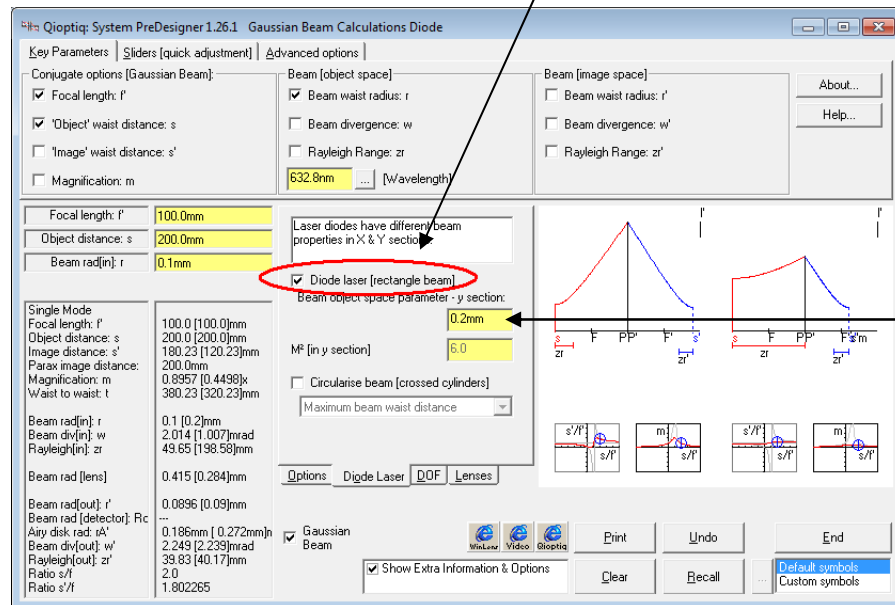 Qioptiq: System PreDesigner 1.26.1 Gaussian Beam Calculations Diode
Key Parameters
Sliders [quick adjustment]
Advanced options
Conjugate options [Gaussian Beam]:
Focal length: f'
'Object' waist distance: s
'Image' waist distance: s'
Magnification: m
Beam [object space]
Beam waist radius: r
Beam divergence: w
Rayleigh Range: zr
632.8nm ... [Wavelength]
Beam [image space]
Beam waist radius: r'
Beam divergence: w'
Rayleigh Range: zr'
About...
Help...
Focal length: f' 100.0mm
Object distance: s 200.0mm
Beam rad[in]: r 0.1mm
Single Mode
Focal length: f' 100.0 [100.0]mm
Object distance: s 200.0 [200.0]mm
Image distance: s' 180.23 [120.23]mm
Parax image distance: 200.0mm
Magnification: m 0.8957 [0.4498]x
Waist to waist: t 380.23 [320.23]mm
Beam rad[in]: r 0.1 [0.2]mm
Beam div[in]: w 2.014 [1.007]mrad
Rayleigh[in]: zr 49.65 [198.58]mm
Beam rad [lens] 0.415 [0.284]mm
Beam rad[out]: r' 0.0896 [0.09]mm
Beam rad [detector]: Rc ---
Airy disk rad: rA' 0.186mm [ 0.272mm]n
Beam div[out]: w' 2.249 [2.239]mrad
Rayleigh[out]: zr' 39.83 [40.17]mm
Ratio s/f 2.0
Ratio s'/f 1.802265
Laser diodes have different beam
properties in X & Y sections
Diode laser [rectangle beam]
Beam object space parameter - y section:
0.2mm
M² [in y section] 6.0
Circularise beam [crossed cylinders]
Maximum beam waist distance
Options
Diode Laser
DOF
Lenses
I'
I'
s F PP' F' s'
zr zr'
s F PP' F's'm
zr zr'
s'/f' s/f'
m s/f'
s'/f' s/f'
m s/f'
Gaussian
Beam
WinLens Video Qioptiq
Show Extra Information & Options
Print
Undo
End
Clear
Recall
...
Default symbols
Custom symbols